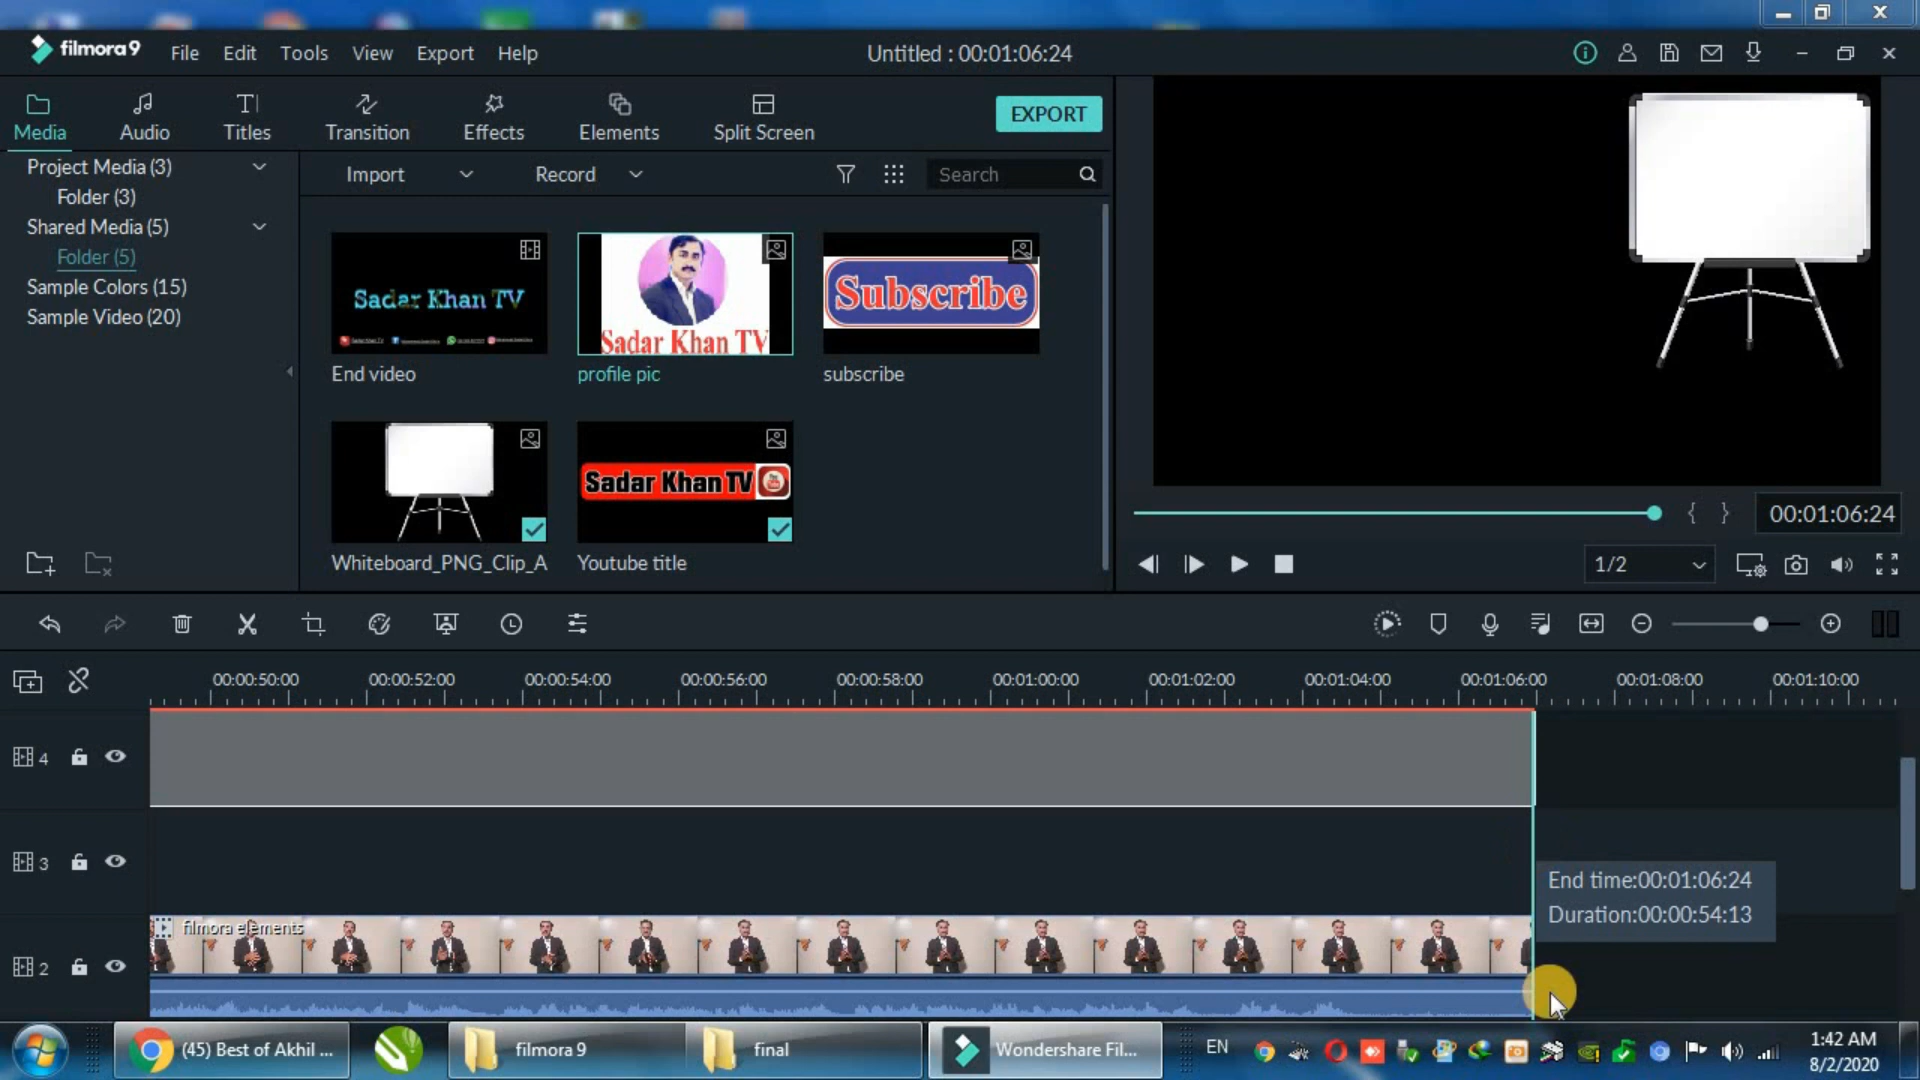 filmora9
File
Edit
Tools
View
Export
Help
Untitled : 00:01:06:24
Media
Audio
Titles
Transition
Effects
Elements
Split Screen
EXPORT
Project Media (3)
Folder (3)
Shared Media (5)
Folder (5)
Sample Colors (15)
Sample Video (20)
Import
Record
Search
Sadar Khan TV
End video
Sadar Khan TV
profile pic
Subscribe
subscribe
Whiteboard_PNG_Clip_A
Sadar Khan TV
Youtube title
00:01:06:24
1/2
00:00:50:00
00:00:52:00
00:00:54:00
00:00:56:00
00:00:58:00
00:01:00:00
00:01:02:00
00:01:04:00
00:01:06:00
00:01:08:00
00:01:10:00
4
3
End time:00:01:06:24
Duration:00:00:54:13
filmora elements
2
(45) Best of Akhil ...
filmora 9
final
Wondershare Fil...
EN
1:42 AM
8/2/2020